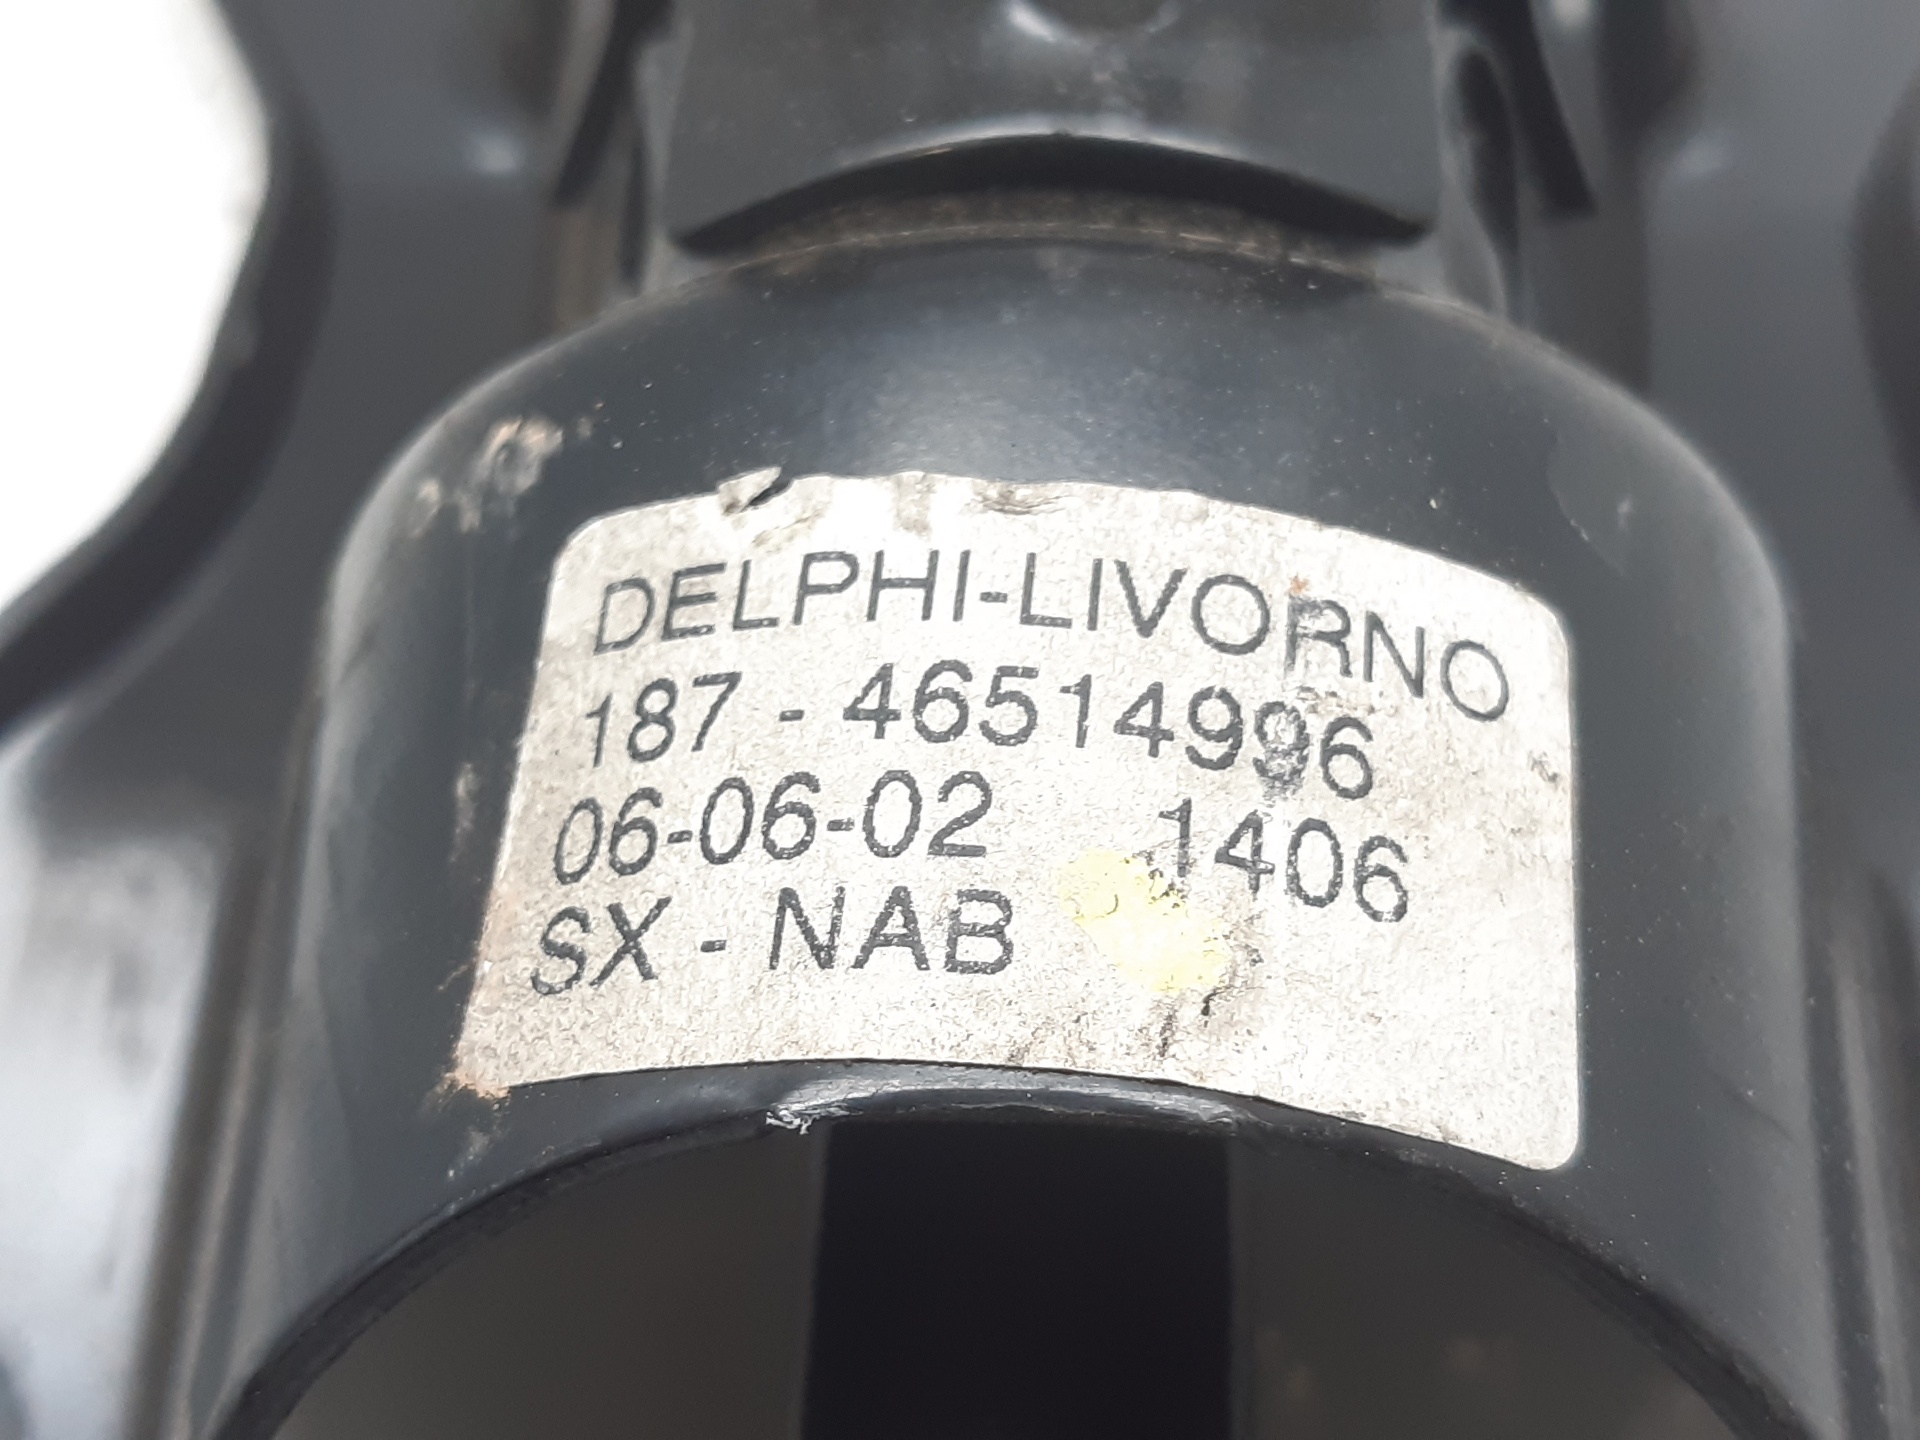 DELPHI-LIVORNO
187 - 46514996
06-06-02 1406
SX - NAB